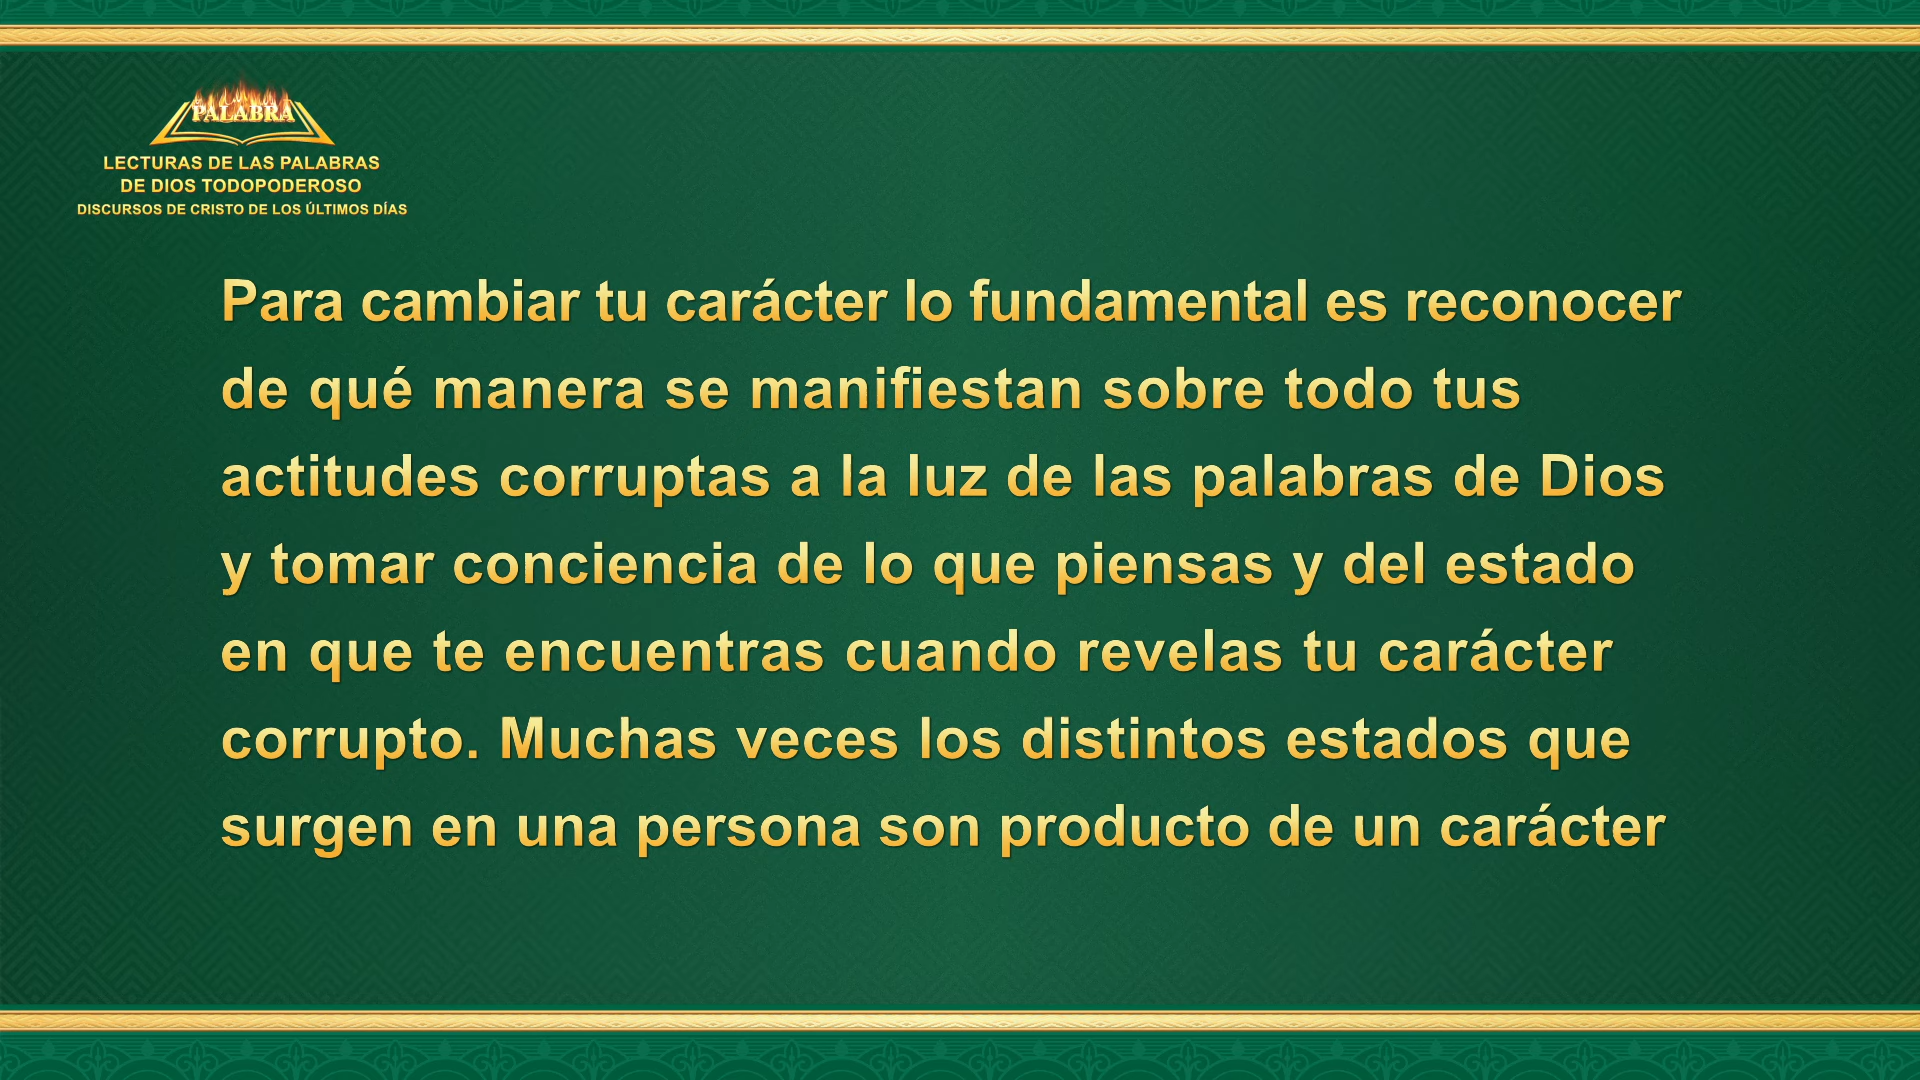 PALABRA
LECTURAS DE LAS PALABRAS
DE DIOS TODOPODEROSO
DISCURSOS DE CRISTO DE LOS ÚLTIMOS DÍAS
Para cambiar tu carácter lo fundamental es reconocer
de qué manera se manifiestan sobre todo tus
actitudes corruptas a la luz de las palabras de Dios
y tomar conciencia de lo que piensas y del estado
en que te encuentras cuando revelas tu carácter
corrupto. Muchas veces los distintos estados que
surgen en una persona son producto de un carácter